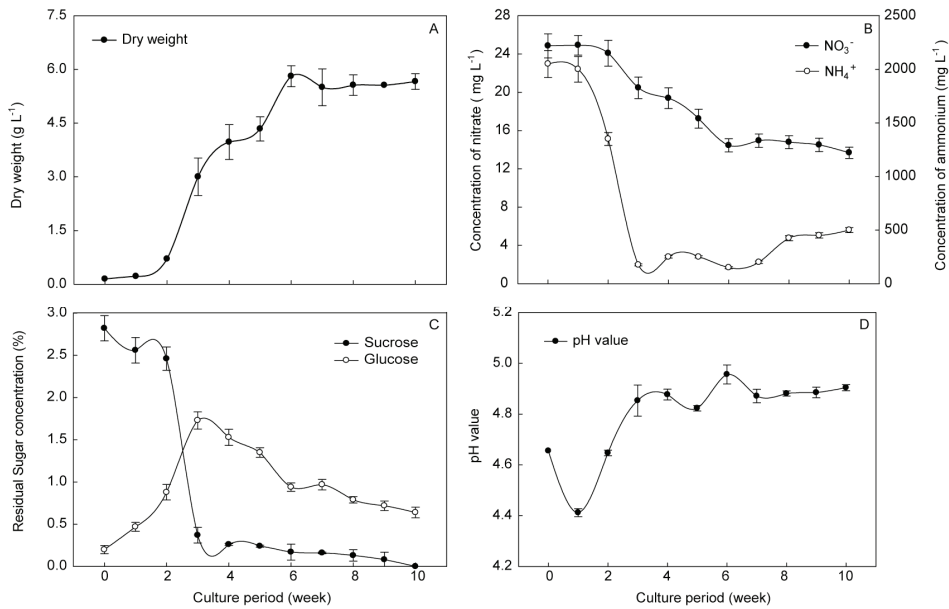 A
Dry weight
7.5
6.0
4.5
3.0
1.5
0.0
Dry weight (g L⁻¹)
B
NO₃⁻
NH₄⁺
28
24
20
16
12
8
4
0
Concentration of nitrate ( mg L⁻¹)
2500
2000
1500
1000
500
0
Concentration of ammonium(mg L⁻¹)
C
Sucrose
Glucose
3.0
2.5
2.0
1.5
1.0
0.5
0.0
Residual Sugar concentration (%)
0 2 4 6 8 10
Culture period (week)
D
pH value
5.2
5.0
4.8
4.6
4.4
4.2
pH value
0 2 4 6 8 10
Culture period (week)